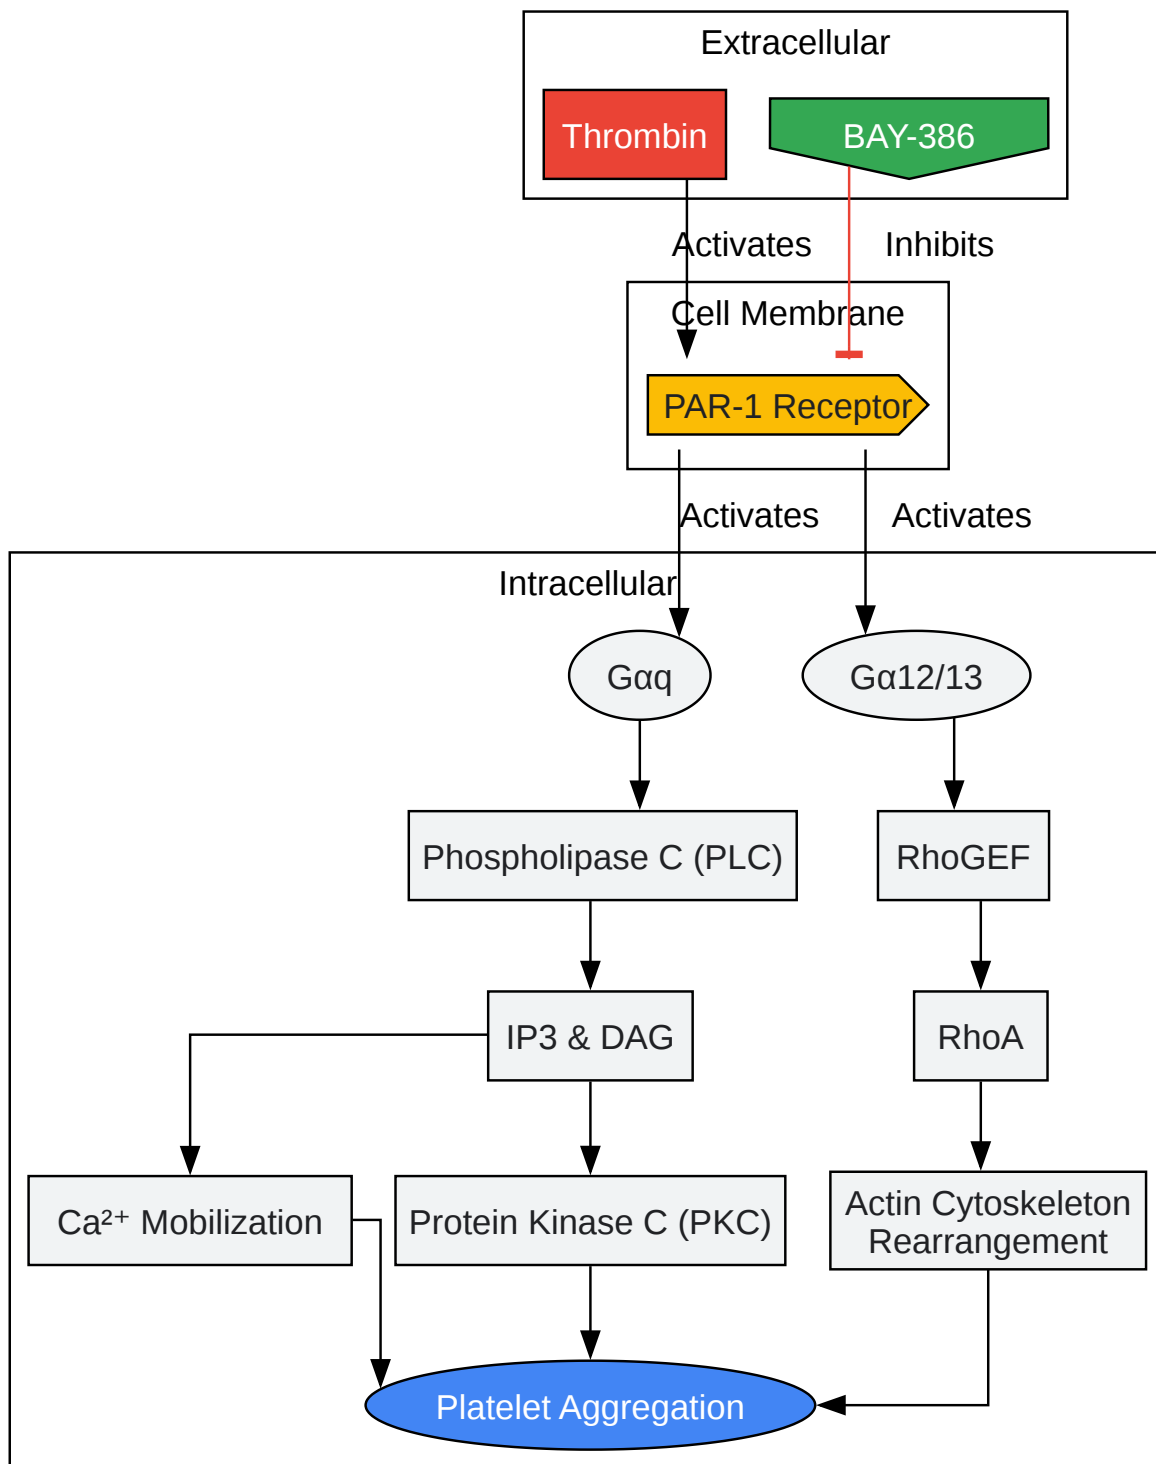 Extracellular
Thrombin
BAY-386
Activates
Inhibits
Cell Membrane
PAR-1 Receptor
Activates
Activates
Intracellular
Gαq
Gα12/13
Phospholipase C (PLC)
RhoGEF
IP3 & DAG
RhoA
Ca²⁺ Mobilization
Protein Kinase C (PKC)
Actin Cytoskeleton
Rearrangement
Platelet Aggregation